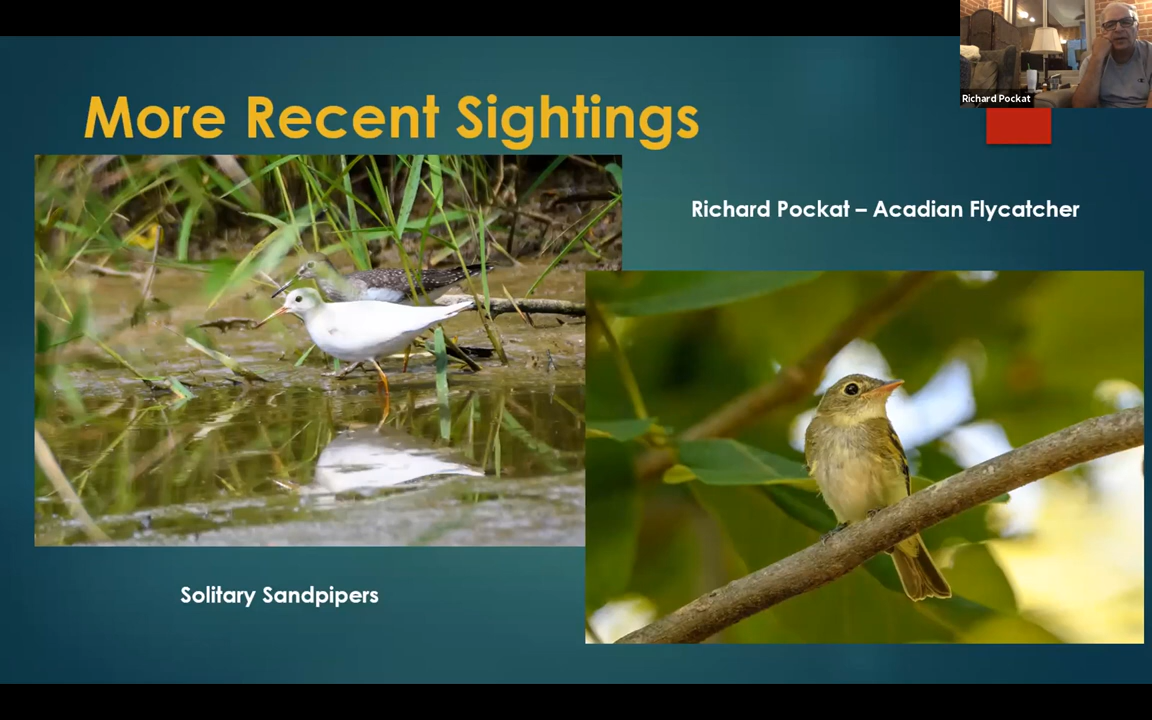 Richard Pockat
More Recent Sightings
Richard Pockat – Acadian Flycatcher
Solitary Sandpipers